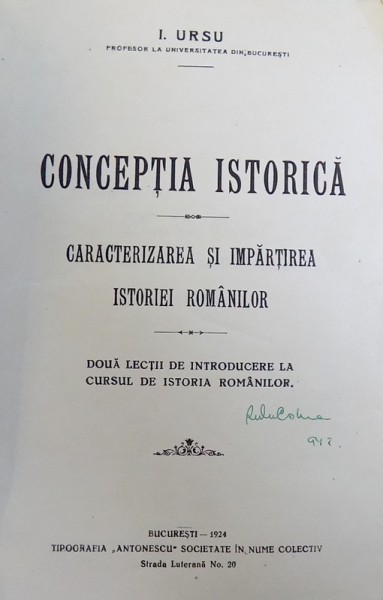 I. URSU
PROFESOR LA UNIVERSITATEA DIN BUCUREȘTI
CONCEPȚIA ISTORICĂ
CARACTERIZAREA ȘI IMPĂRȚIREA
ISTORIEI ROMÂNILOR
DOUĂ LECȚII DE INTRODUCERE LA
CURSUL DE ISTORIA ROMÂNILOR.
BUCUREȘTI — 1924
TIPOGRAFIA „ANTONESCU" SOCIETATE ÎN NUME COLECTIV
Strada Luterană No. 20